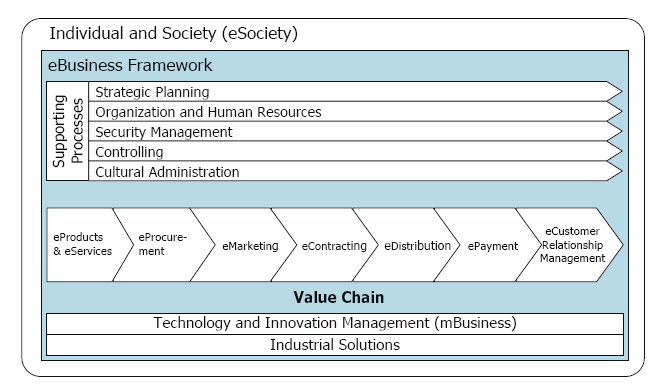 Individual and Society (eSociety)
eBusiness Framework
Supporting
Processes
Strategic Planning
Organization and Human Resources
Security Management
Controlling
Cultural Administration
eProducts
& eServices
eProcure-
ment
eMarketing
eContracting
eDistribution
ePayment
eCustomer
Relationship
Management
Value Chain
Technology and Innovation Management (mBusiness)
Industrial Solutions